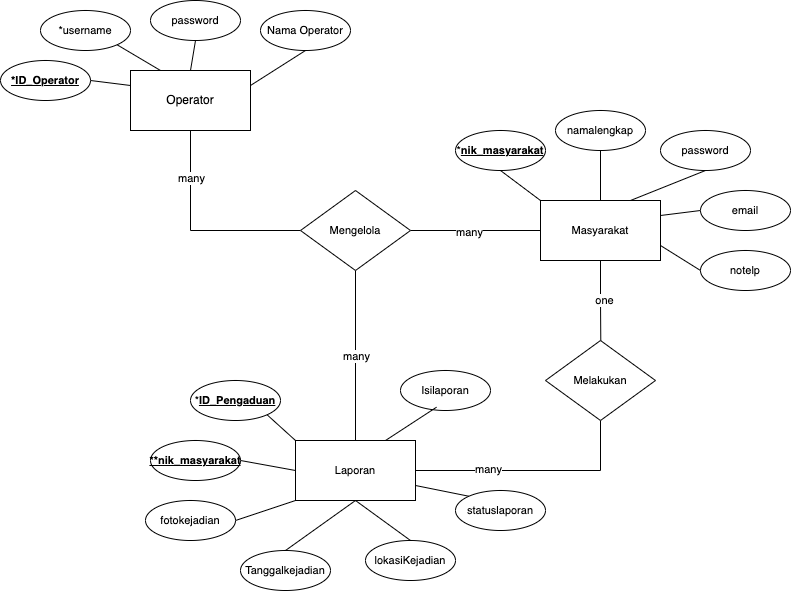 password
*username
Nama Operator
*ID_Operator
Operator
namalengkap
*nik_masyarakat
password
many
email
Mengelola
many
Masyarakat
notelp
one
many
Melakukan
Isilaporan
*ID_Pengaduan
**nik_masyarakat
Laporan
many
statuslaporan
fotokejadian
lokasiKejadian
Tanggalkejadian